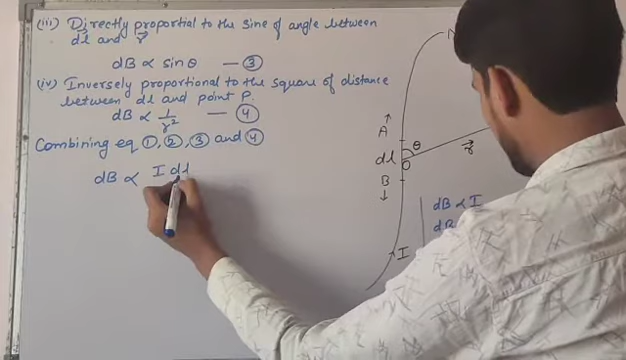 (iii) Directly proportial to the sine of angle between
dl and r⃗
dB ∝ sinθ — ③
(iv) Inversely proportional to the square of distance
between dl and point P.
dB ∝ 1/r² — ④
Combining eq ①, ②, ③ and ④
dB ∝ I dl
A
θ
dl
O
r⃗
B
I
dB ∝ I
dB